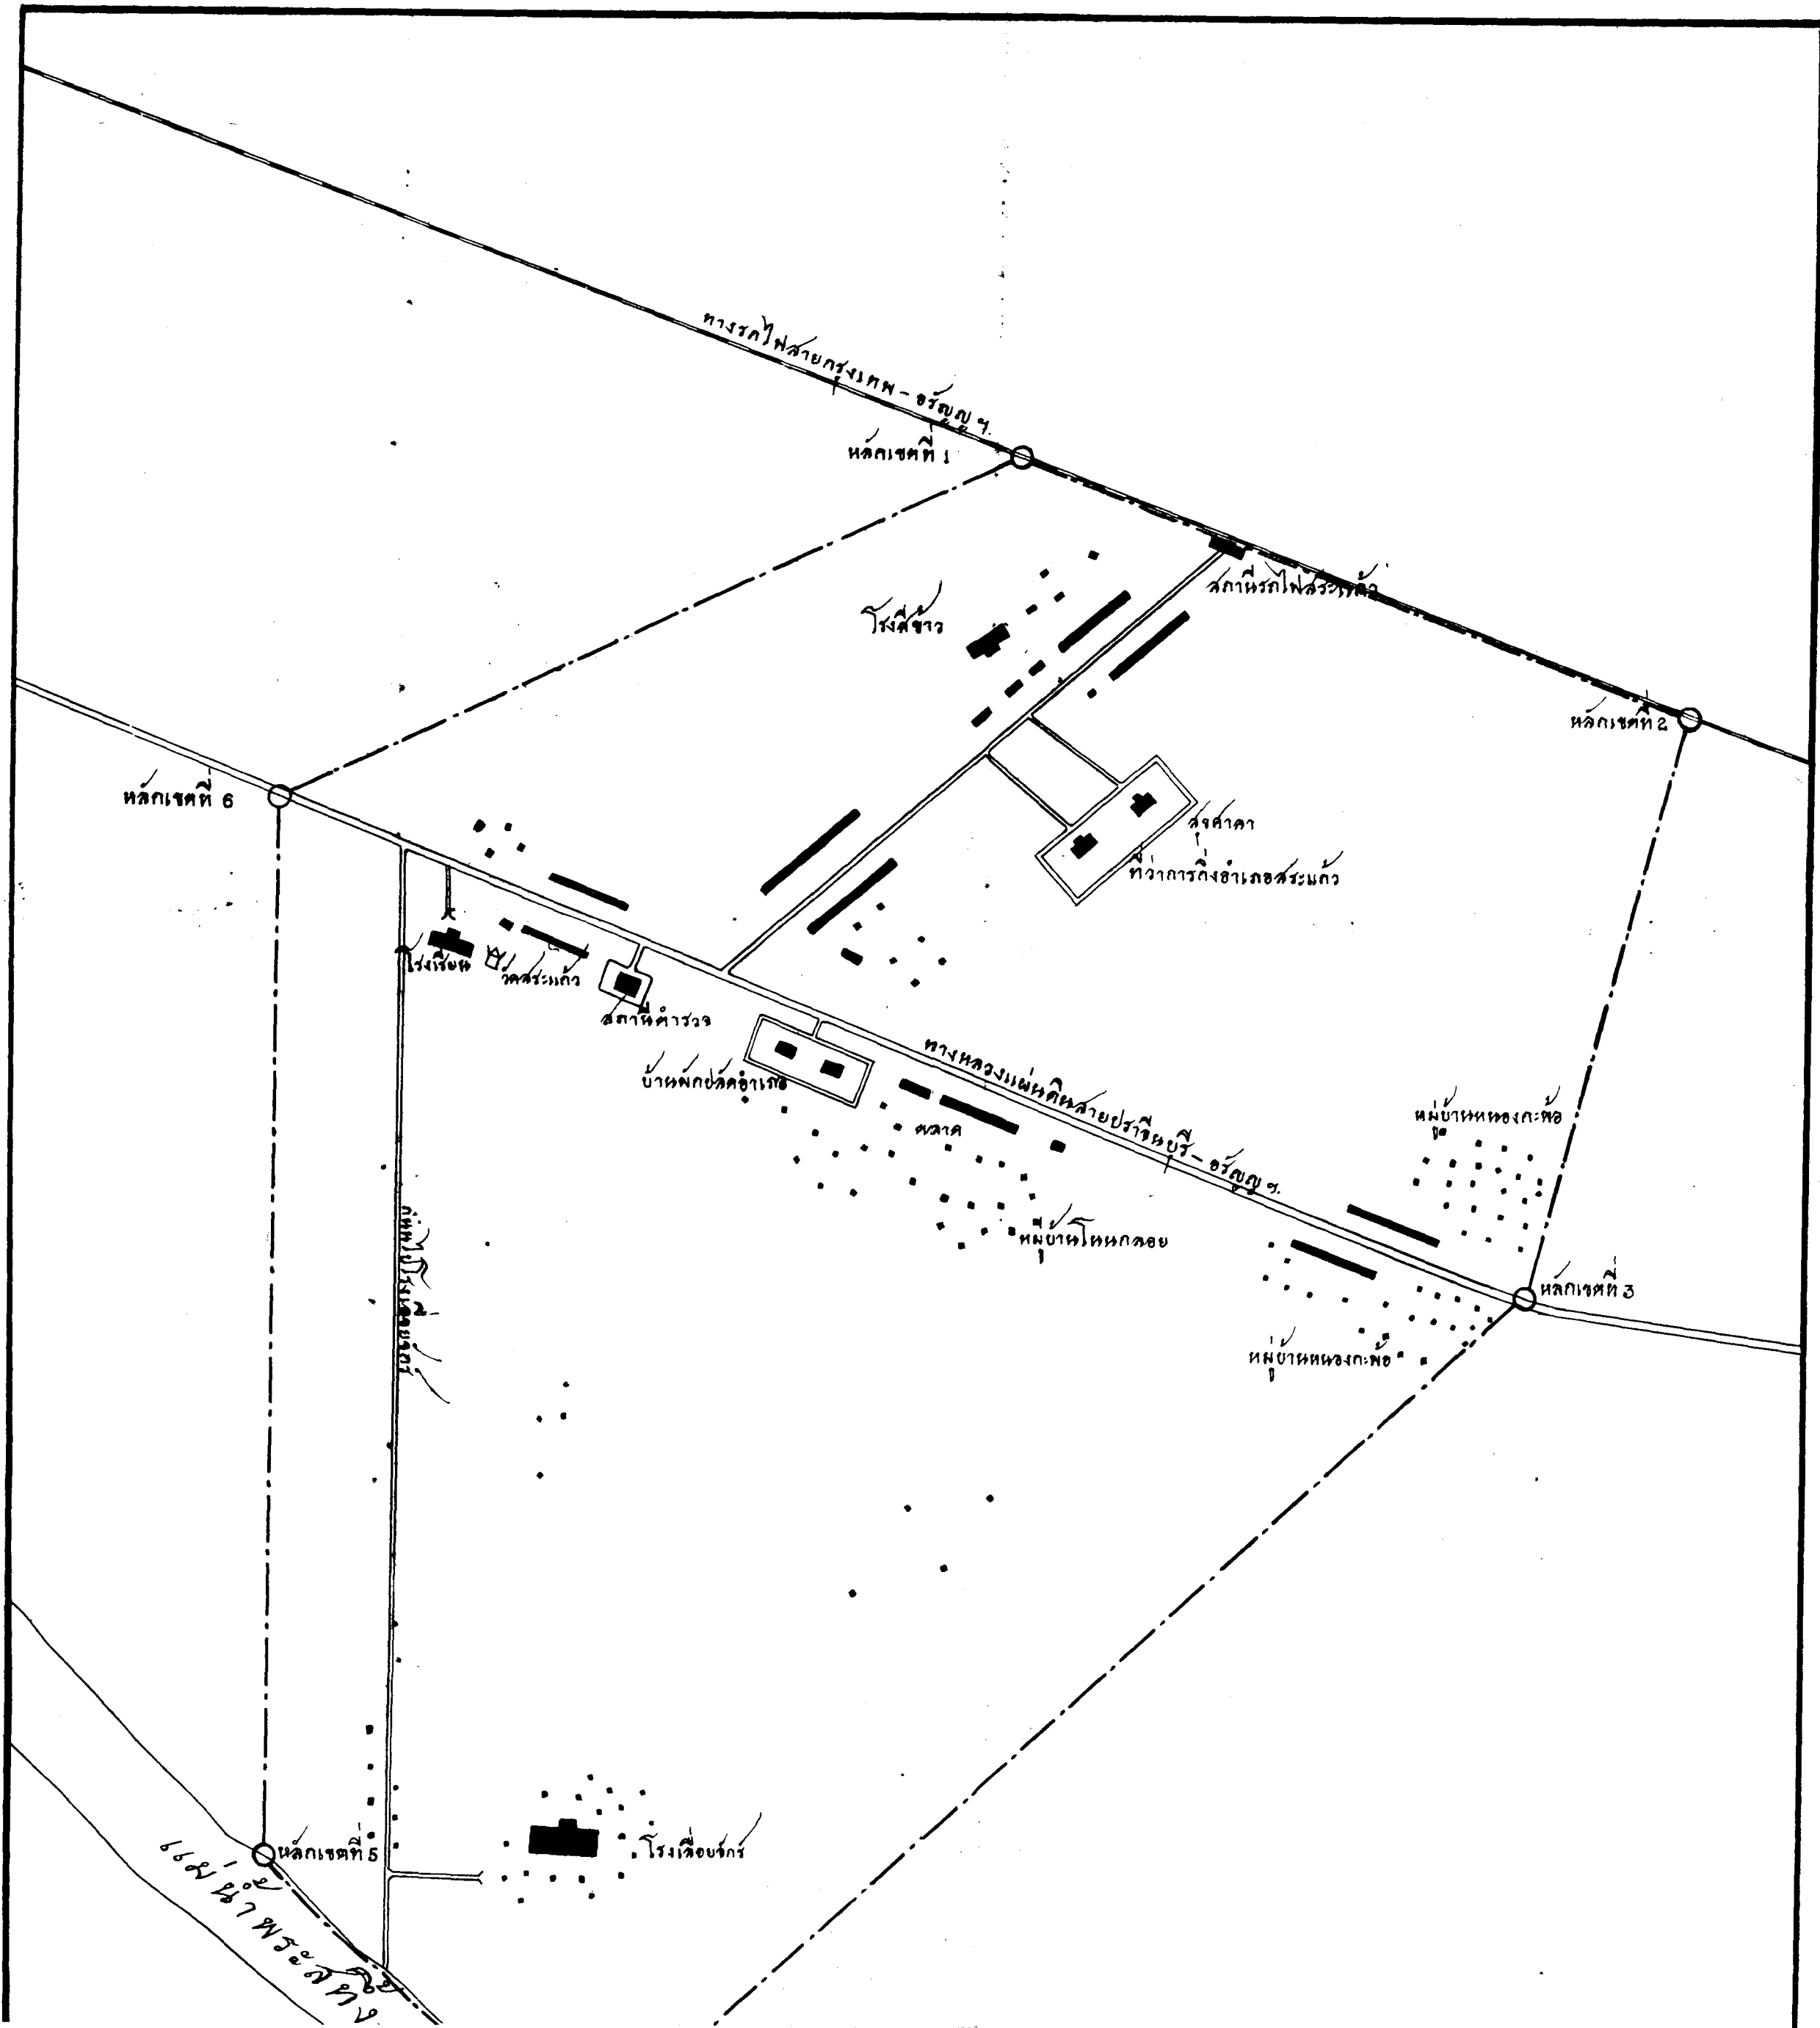 ทางรถไฟสายกรุงเทพ - อรัญญ ฯ.
หลักเขตที่ 1
สถานีรถไฟสระแก้ว
โรงสีข้าว
หลักเขตที่ 2
หลักเขตที่ 6
สุขศาลา
ที่ว่าการกิ่งอำเภอสระแก้ว
โรงเรียน
วัดสระแก้ว
สถานีตำรวจ
บ้านพักปลัดอำเภอ
ทางหลวงแผ่นดินสายปราจีนบุรี - อรัญญ ฯ.
ตลาด
หมู่บ้านหนองกะพ้อ
หมู่บ้านโนนกลอย
หลักเขตที่ 3
หมู่บ้านหนองกะพ้อ
หลักเขตที่ 5
โรงเลื่อยจักร์
แม่น้ำพระสทึง